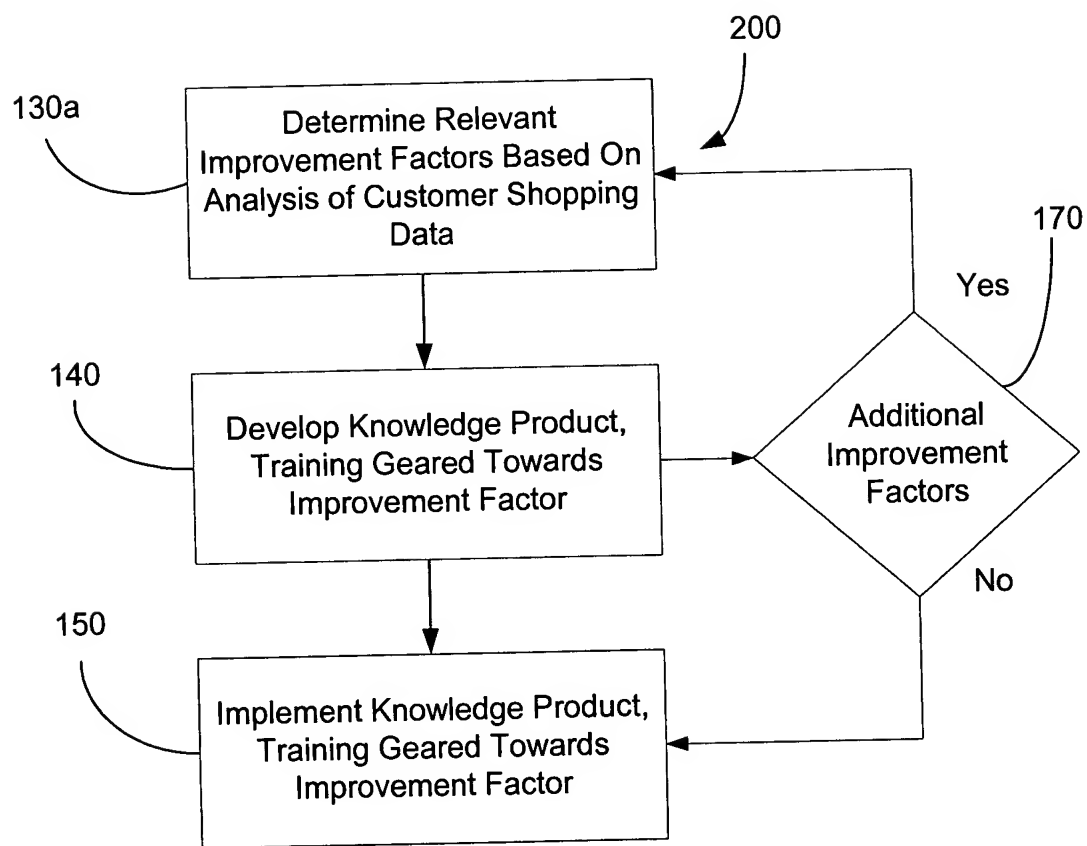 200
130a
Determine Relevant
Improvement Factors Based On
Analysis of Customer Shopping
Data
170
Yes
140
Develop Knowledge Product,
Training Geared Towards
Improvement Factor
Additional
Improvement
Factors
No
150
Implement Knowledge Product,
Training Geared Towards
Improvement Factor